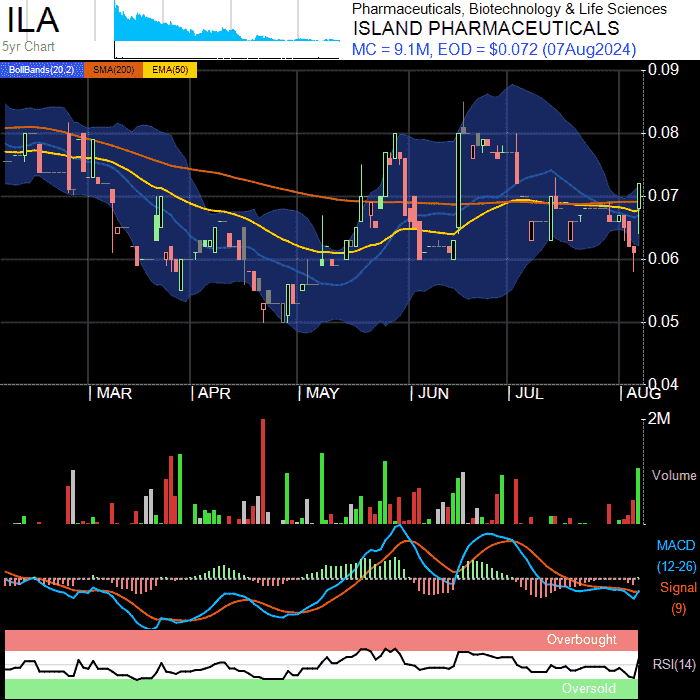 ILA
5yr Chart
Pharmaceuticals, Biotechnology & Life Sciences
ISLAND PHARMACEUTICALS
MC = 9.1M, EOD = $0.072 (07Aug2024)
BollBands(20,2) SMA(200) EMA(50)
0.09
0.08
0.07
0.06
0.05
0.04
MAR APR MAY JUN JUL AUG
2M
Volume
MACD
(12-26)
Signal
(9)
Overbought
RSI(14)
Oversold